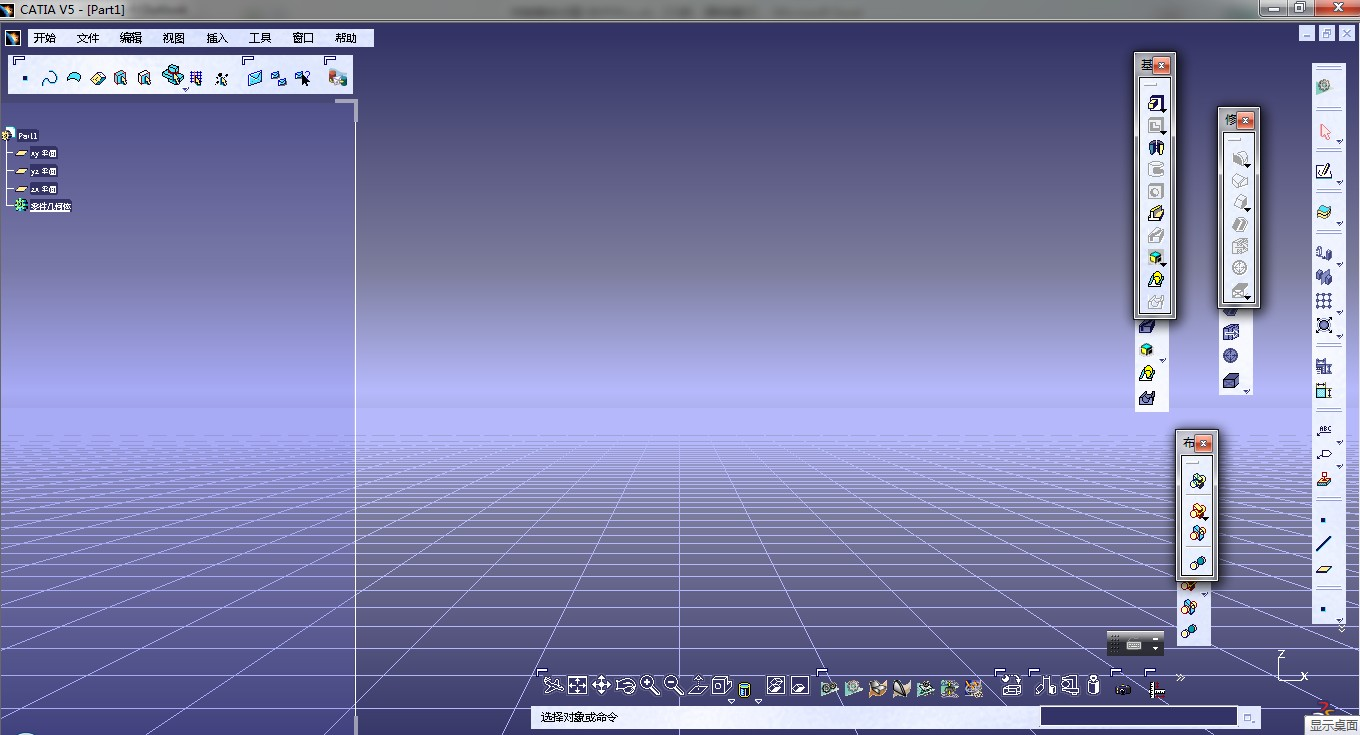 CATIA V5 - [Part1]
开始 文件 编辑 视图 插入 工具 窗口 帮助
基
修
Part1
xy 平面
yz 平面
zx 平面
零件几何体
ABC
布
Z
X
选择对象或命令
显示桌面